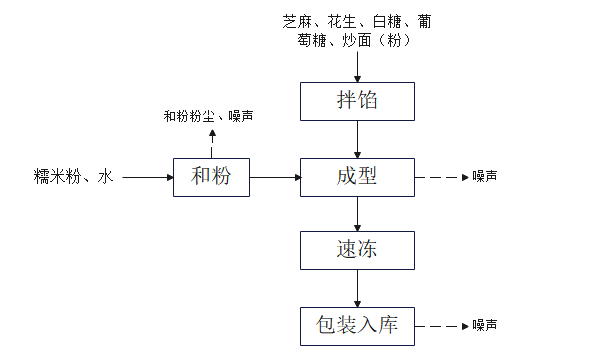 芝麻、花生、白糖、葡
萄糖、炒面（粉）
拌馅
和粉粉尘、噪声
糯米粉、水
和粉
成型
噪声
速冻
包装入库
噪声